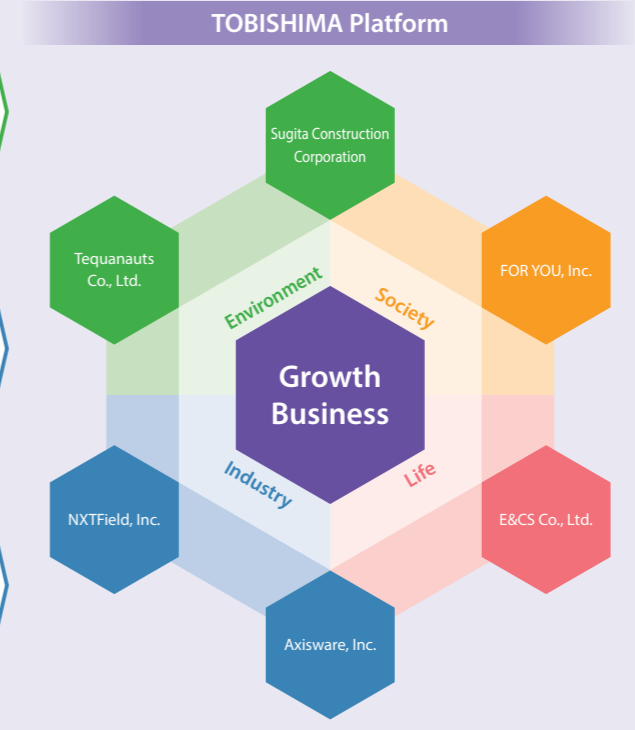 TOBISHIMA Platform
Sugita Construction
Corporation
Tequanauts
Co., Ltd.
FOR YOU, Inc.
Environment
Society
Growth
Business
Industry
Life
NXTField, Inc.
E&CS Co., Ltd.
Axisware, Inc.